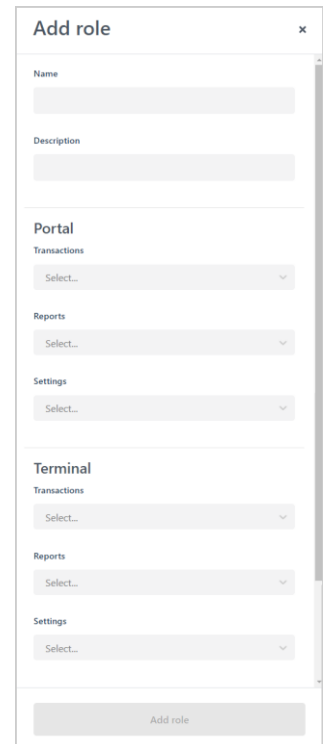 Add role
Name
Description
Portal
Transactions
Select...
Reports
Select...
Settings
Select...
Terminal
Transactions
Select...
Reports
Select...
Settings
Select...
Add role